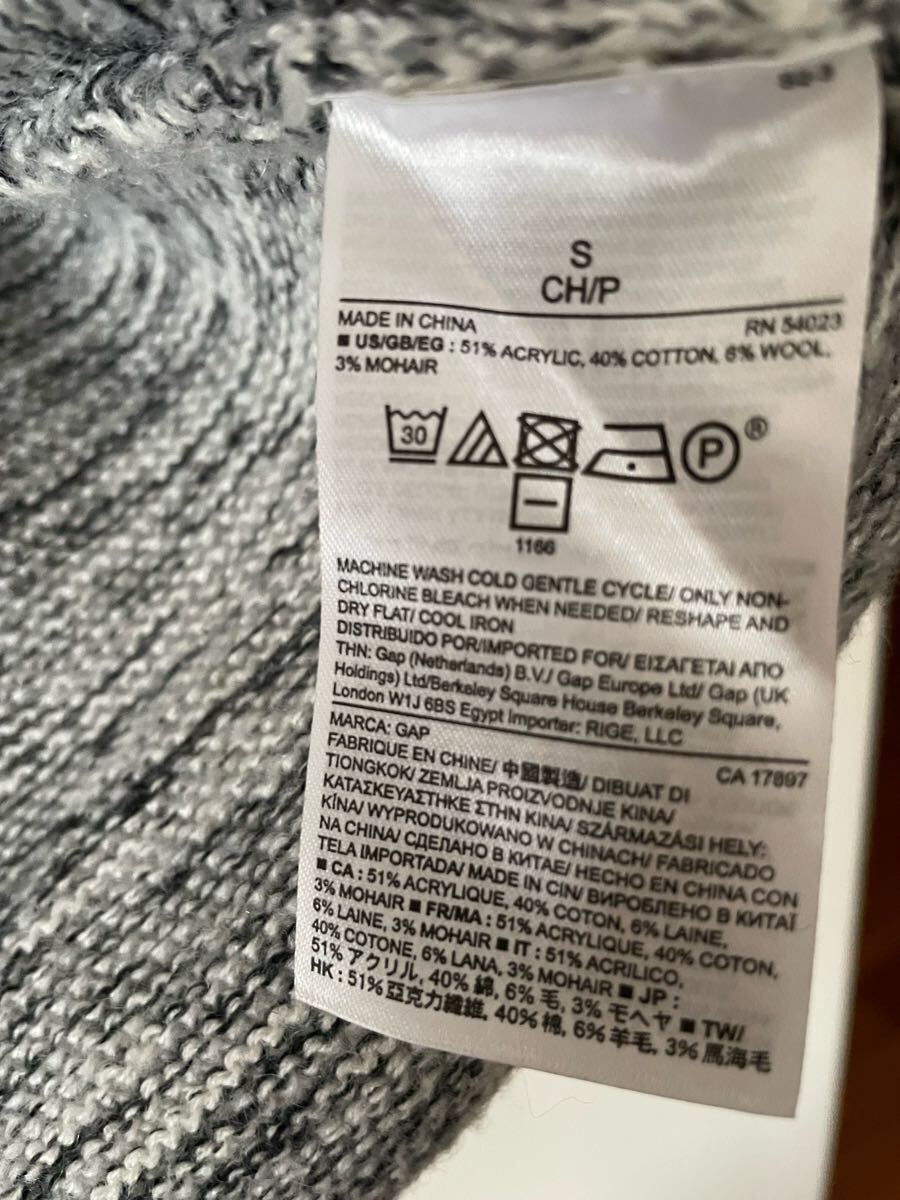 S
CH/P
MADE IN CHINA RN 54023
■ US/GB/EG : 51% ACRYLIC, 40% COTTON, 6% WOOL,
3% MOHAIR
30 P ®
1166
MACHINE WASH COLD GENTLE CYCLE/ ONLY NON-
CHLORINE BLEACH WHEN NEEDED/ RESHAPE AND
DRY FLAT/ COOL IRON
DISTRIBUIDO POR/IMPORTED FOR/ ΕΙΣΑΓΕΤΑΙ ΑΠΟ
THN: Gap (Netherlands) B.V./ Gap Europe Ltd/ Gap (UK
Holdings) Ltd/Berkeley Square House Berkeley Square,
London W1J 6BS Egypt Importer: RIGE, LLC
MARCA: GAP CA 17897
FABRIQUE EN CHINE/ 中國製造/ DIBUAT DI
TIONGKOK/ ZEMLJA PROIZVODNJE KINA/
ΚΑΤΑΣΚΕΥΑΣΤΗΚΕ ΣΤΗΝ ΚΙΝΑ/ SZÁRMAZÁSI HELY:
KÍNA/ WYPRODUKOWANO W CHINACH/ FABRICADO
NA CHINA/ СДЕЛАНО В КИТАЕ/ HECHO EN CHINA CON
TELA IMPORTADA/ MADE IN CIN/ ВИРОБЛЕНО В КИТАЇ
■ CA : 51% ACRYLIQUE, 40% COTON, 6% LAINE,
3% MOHAIR ■ FR/MA : 51% ACRYLIQUE, 40% COTON,
6% LAINE, 3% MOHAIR ■ IT : 51% ACRILICO,
40% COTONE, 6% LANA, 3% MOHAIR ■ JP :
51% アクリル, 40% 綿, 6% 毛, 3% モヘヤ ■ TW/
HK : 51% 亞克力纖維, 40% 棉, 6% 羊毛, 3% 馬海毛